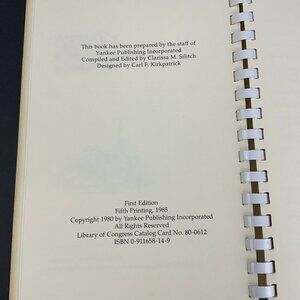 This book has been prepared by the staff of
Yankee Publishing Incorporated
Compiled and Edited by Clarissa M. Silitch
Designed by Carl F. Kirkpatrick
First Edition
Fifth Printing, 1985
Copyright 1980 by Yankee Publishing Incorporated
All Rights Reserved
Library of Congress Catalog Card No. 80-0612
ISBN 0-911658-14-9